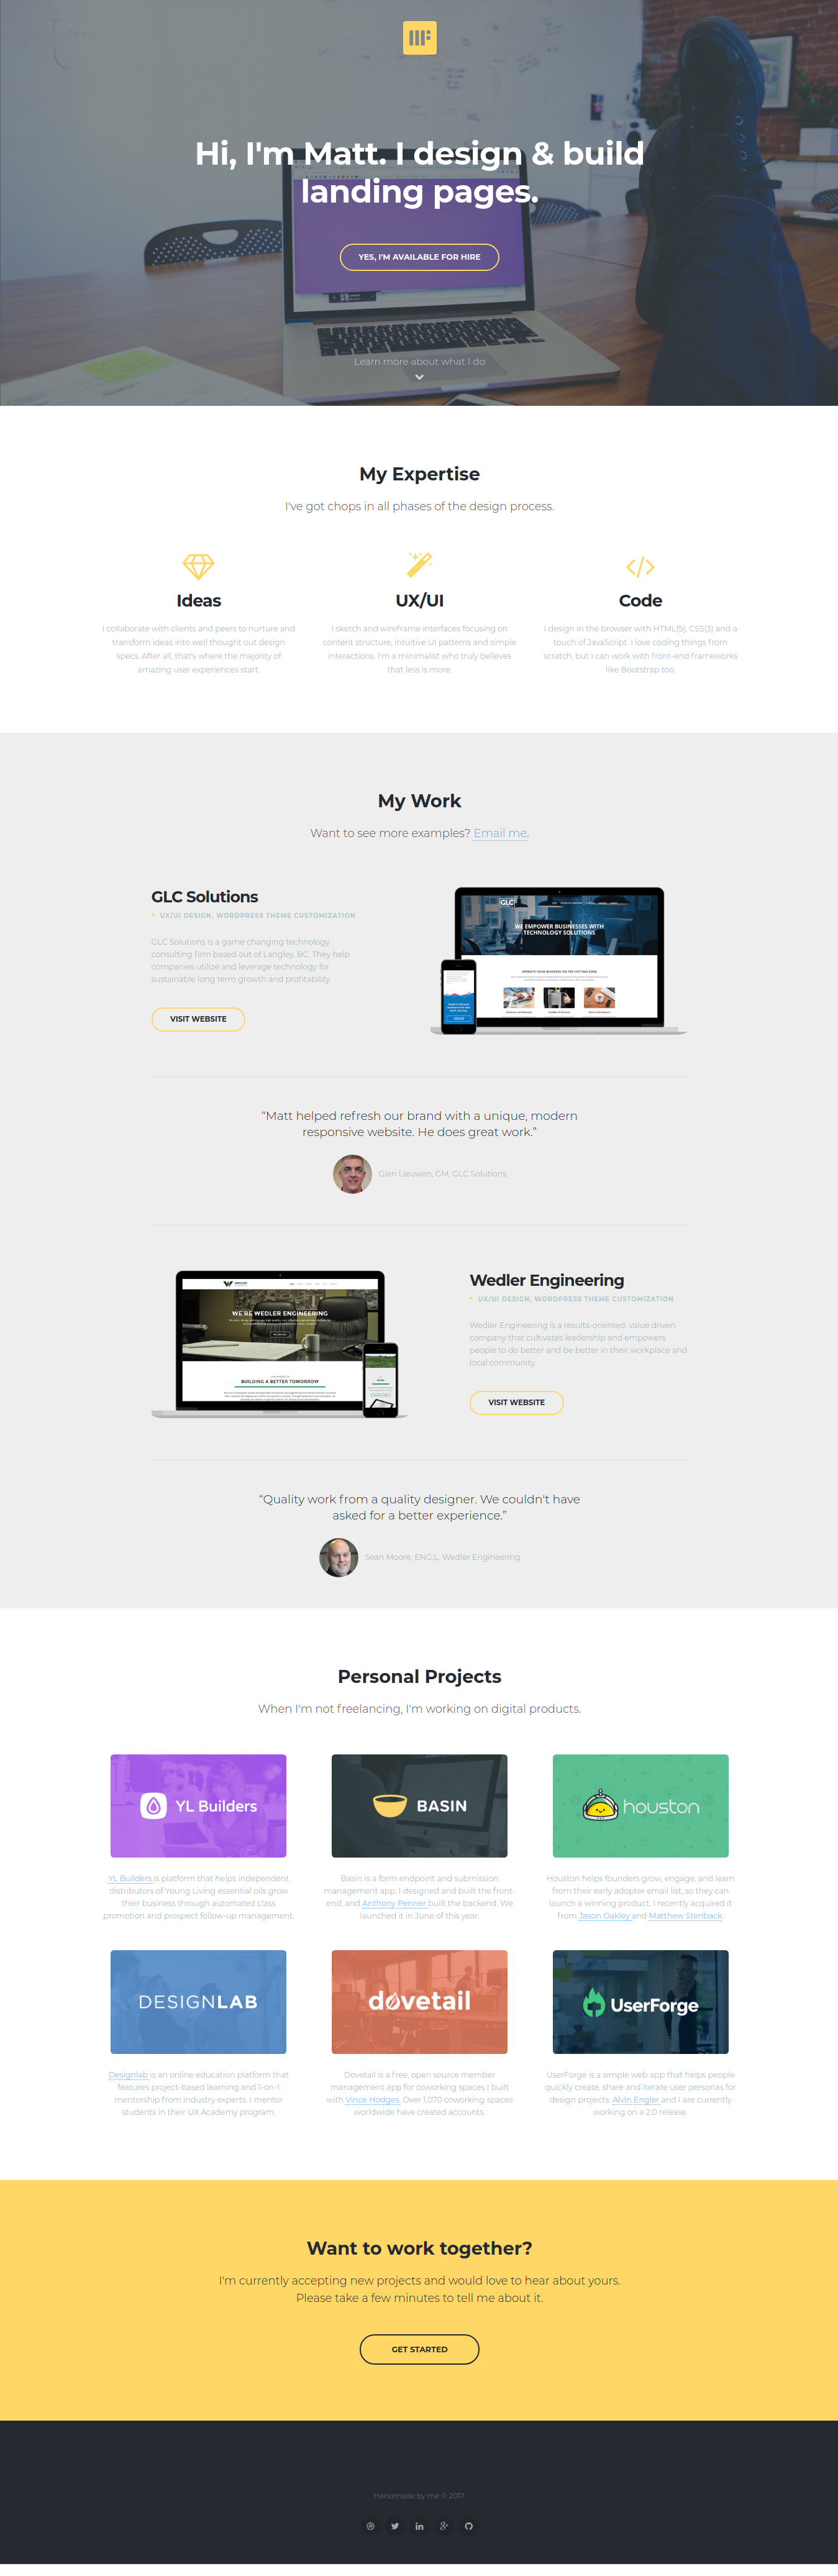 Hi, I'm Matt. I design & build
landing pages.
YES, I'M AVAILABLE FOR HIRE
Learn more about what I do
My Expertise
I've got chops in all phases of the design process.
Ideas
I collaborate with clients and peers to nurture and
transform ideas into well thought out design
specs. After all, that's where the majority of
amazing user experiences start.
UX/UI
I sketch and wireframe interfaces focusing on
content structure, intuitive UI patterns and simple
interactions. I'm a minimalist who truly believes
that less is more.
Code
I design in the browser with HTML(5), CSS(3) and a
touch of JavaScript. I love coding things from
scratch, but I can work with front-end frameworks
like Bootstrap too.
My Work
Want to see more examples? Email me.
GLC Solutions
UX/UI DESIGN, WORDPRESS THEME CUSTOMIZATION
GLC Solutions is a game changing technology
consulting firm based out of Langley, BC. They help
companies utilize and leverage technology for
sustainable long term growth and profitability.
VISIT WEBSITE
GLC
WE EMPOWER BUSINESSES WITH
TECHNOLOGY SOLUTIONS
OPERATE YOUR BUSINESS ON THE CUTTING EDGE
“Matt helped refresh our brand with a unique, modern
responsive website. He does great work.”
Glen Lieuwen, GM, GLC Solutions
WE'RE WEDLER ENGINEERING
BUILDING A BETTER TOMORROW
Wedler Engineering
UX/UI DESIGN, WORDPRESS THEME CUSTOMIZATION
Wedler Engineering is a results-oriented, value driven
company that cultivates leadership and empowers
people to do better and be better in their workplace and
local community.
VISIT WEBSITE
“Quality work from a quality designer. We couldn't have
asked for a better experience.”
Sean Moore, ENG.L, Wedler Engineering
Personal Projects
When I'm not freelancing, I'm working on digital products.
YL Builders
YL Builders is platform that helps independent
distributors of Young Living essential oils grow
their business through automated class
promotion and prospect follow-up management.
BASIN
Basin is a form endpoint and submission
management app. I designed and built the front-
end, and Anthony Penner built the backend. We
launched it in June of this year.
houston
Houston helps founders grow, engage, and learn
from their early adopter email list, so they can
launch a winning product. I recently acquired it
from Jason Oakley and Matthew Stenback.
DESIGNLAB
Designlab is an online education platform that
features project-based learning and 1-on-1
mentorship from industry experts. I mentor
students in their UX Academy program.
dovetail
Dovetail is a free, open source member
management app for coworking spaces I built
with Vince Hodges. Over 1,070 coworking spaces
worldwide have created accounts.
UserForge
UserForge is a simple web app that helps people
quickly create, share and iterate user personas for
design projects. Alvin Engler and I are currently
working on a 2.0 release.
Want to work together?
I'm currently accepting new projects and would love to hear about yours.
Please take a few minutes to tell me about it.
GET STARTED
Handmade by me © 2017.